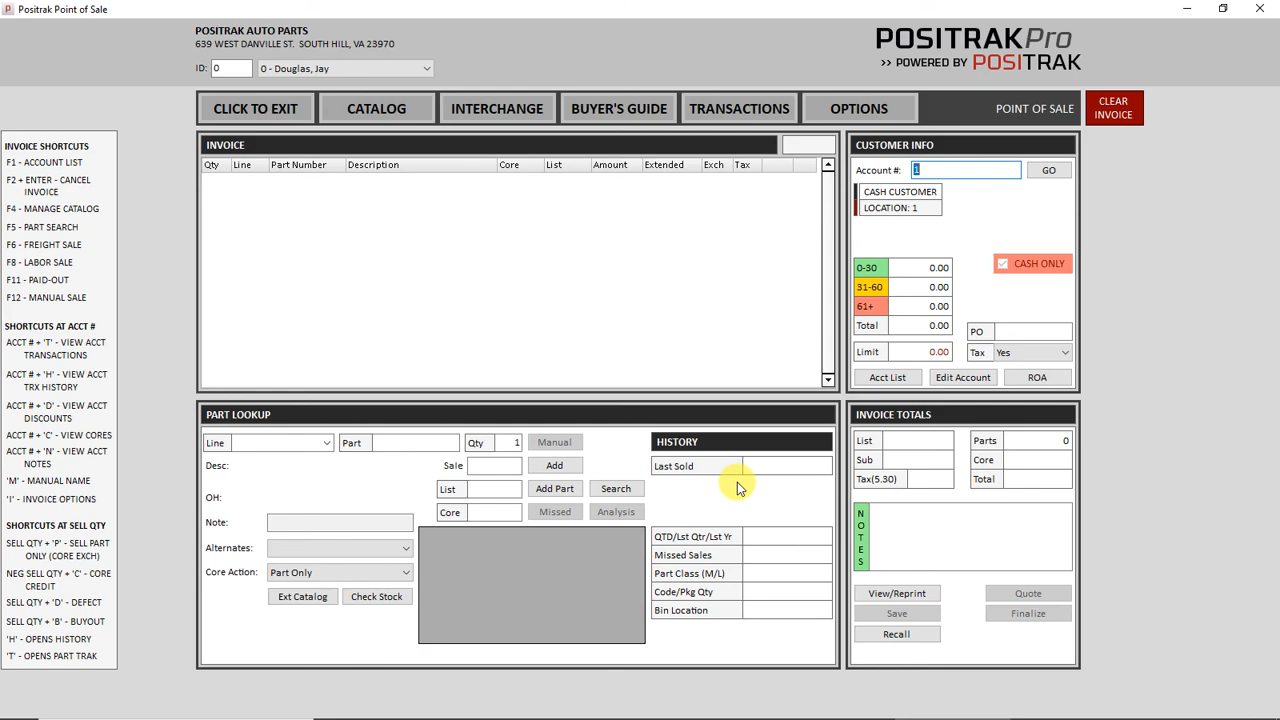 Positrak Point of Sale
POSITRAK AUTO PARTS
639 WEST DANVILLE ST. SOUTH HILL, VA 23970
ID: 0 0 - Douglas, Jay
POSITRAKPro
>> POWERED BY POSITRAK
CLICK TO EXIT CATALOG INTERCHANGE BUYER'S GUIDE TRANSACTIONS OPTIONS POINT OF SALE CLEAR INVOICE
INVOICE SHORTCUTS
F1 - ACCOUNT LIST
F2 + ENTER - CANCEL
INVOICE
F4 - MANAGE CATALOG
F5 - PART SEARCH
F6 - FREIGHT SALE
F8 - LABOR SALE
F11 - PAID-OUT
F12 - MANUAL SALE
SHORTCUTS AT ACCT #
ACCT # + 'T' - VIEW ACCT
TRANSACTIONS
ACCT # + 'H' - VIEW ACCT
TRX HISTORY
ACCT # + 'D' - VIEW ACCT
DISCOUNTS
ACCT # + 'C' - VIEW CORES
ACCT # + 'N' - VIEW ACCT
NOTES
'M' - MANUAL NAME
'I' - INVOICE OPTIONS
SHORTCUTS AT SELL QTY
SELL QTY + 'P' - SELL PART
ONLY (CORE EXCH)
NEG SELL QTY + 'C' - CORE
CREDIT
SELL QTY + 'D' - DEFECT
SELL QTY + 'B' - BUYOUT
'H' - OPENS HISTORY
'T' - OPENS PART TRAK
INVOICE
Qty Line Part Number Description Core List Amount Extended Exch Tax
CUSTOMER INFO
Account #: 1 GO
CASH CUSTOMER
LOCATION: 1
0-30 0.00 CASH ONLY
31-60 0.00
61+ 0.00
Total 0.00 PO
Limit 0.00 Tax Yes
Acct List Edit Account ROA
PART LOOKUP
Line Part Qty 1 Manual
Desc: Sale Add
OH: List Add Part Search
Note: Core Missed Analysis
Alternates:
Core Action: Part Only
Ext Catalog Check Stock
HISTORY
Last Sold
QTD/Lst Qtr/Lst Yr
Missed Sales
Part Class (M/L)
Code/Pkg Qty
Bin Location
INVOICE TOTALS
List Parts 0
Sub Core
Tax(5.30) Total
NOTES
View/Reprint Quote
Save Finalize
Recall